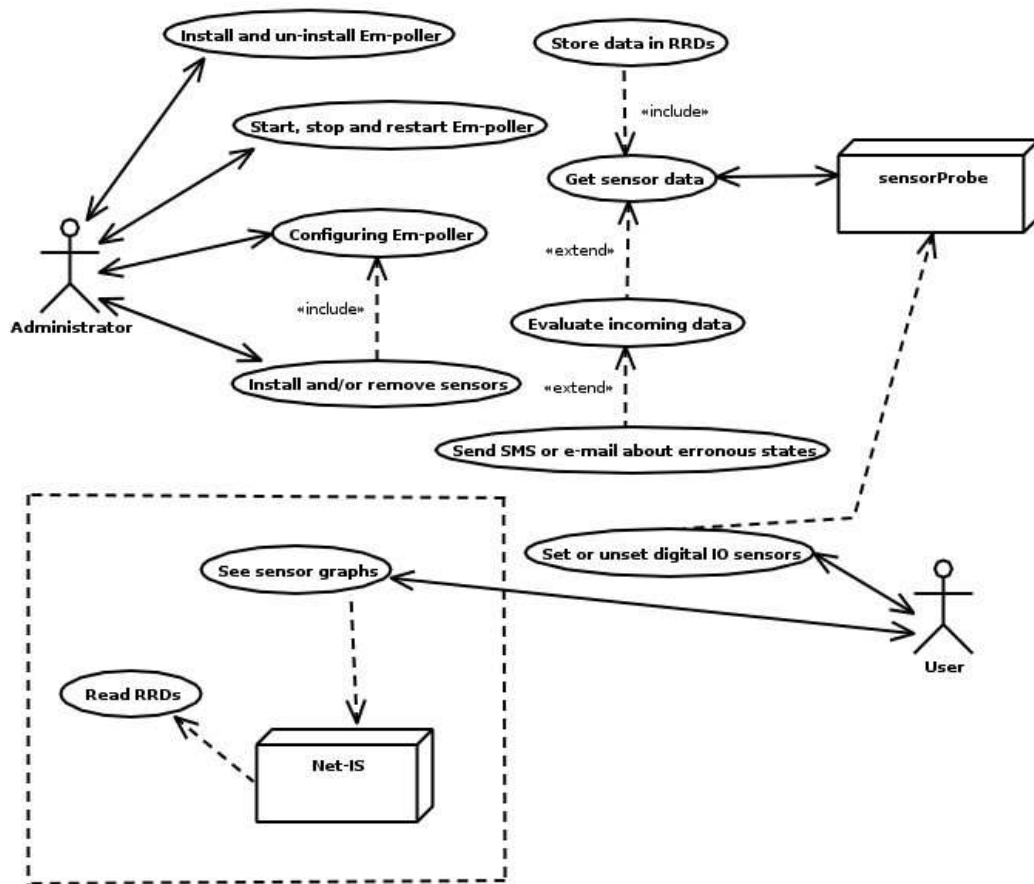 Install and un-install Em-poller
Store data in RRDs
«include»
Start, stop and restart Em-poller
Get sensor data
sensorProbe
Configuring Em-poller
«extend»
«include»
Administrator
Evaluate incoming data
Install and/or remove sensors
«extend»
Send SMS or e-mail about erronous states
Set or unset digital IO sensors
See sensor graphs
User
Read RRDs
Net-IS